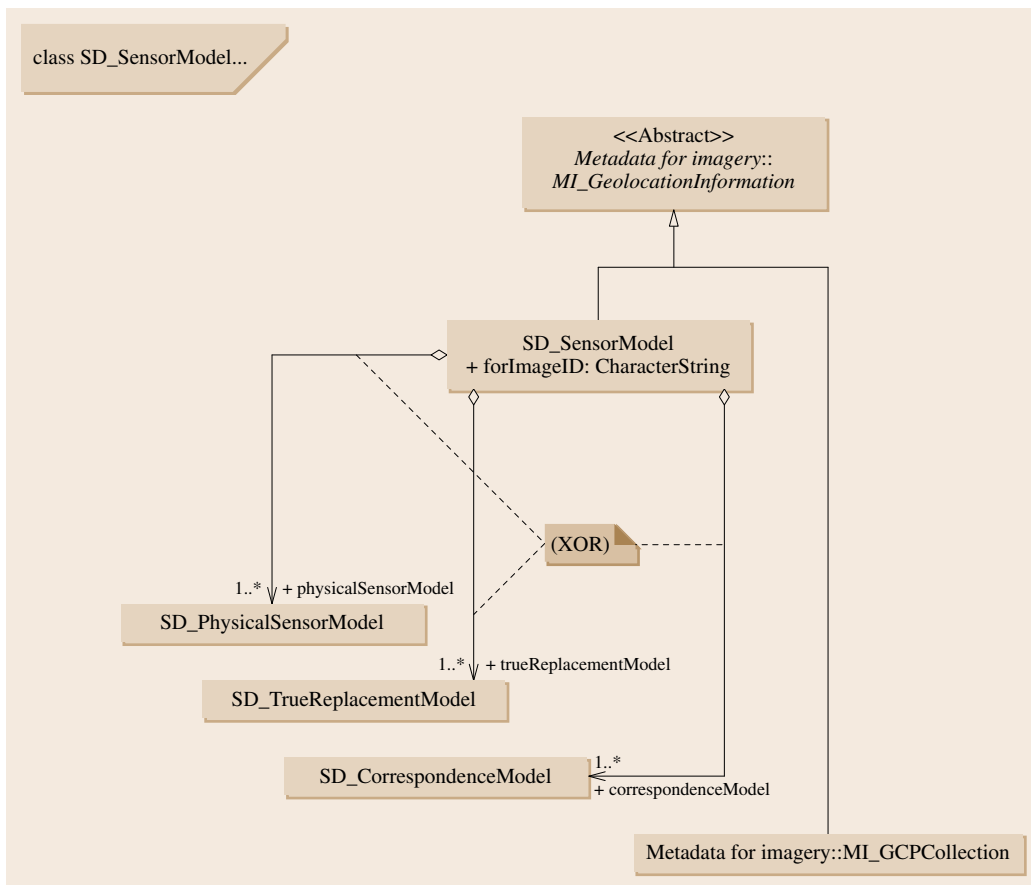 class SD_SensorModel...
<<Abstract>>
Metadata for imagery::
MI_GeolocationInformation
SD_SensorModel
+ forImageID: CharacterString
(XOR)
1..* + physicalSensorModel
SD_PhysicalSensorModel
1..* + trueReplacementModel
SD_TrueReplacementModel
1..*
SD_CorrespondenceModel
+ correspondenceModel
Metadata for imagery::MI_GCPCollection